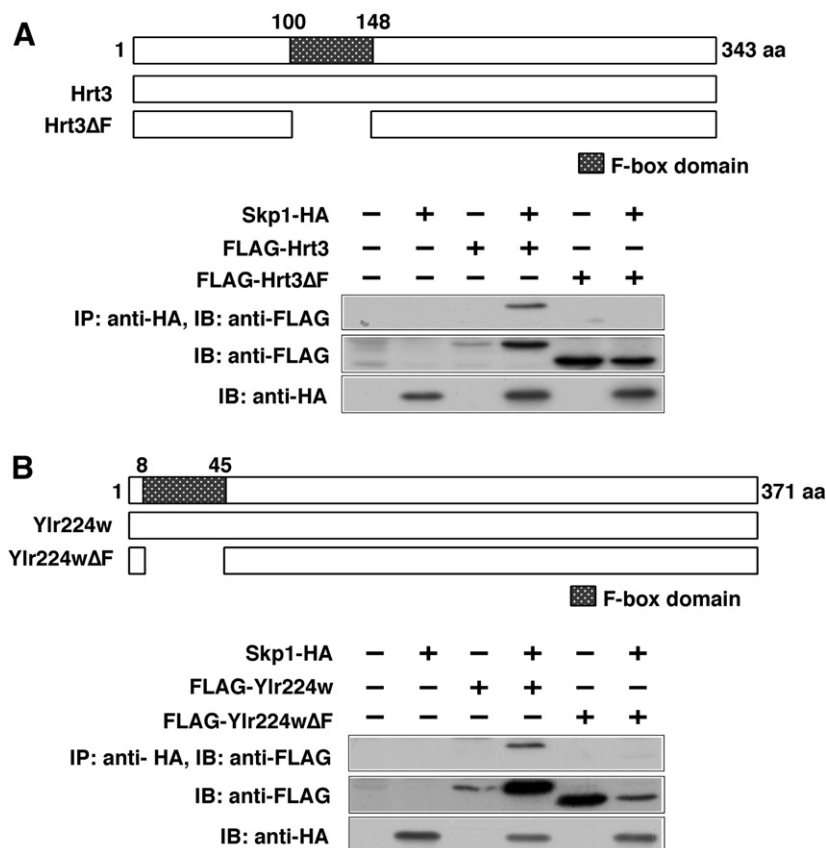 A
100 148
1 343 aa
Hrt3
Hrt3ΔF
F-box domain
Skp1-HA − + − + − +
FLAG-Hrt3 − − + + − −
FLAG-Hrt3ΔF − − − − + +
IP: anti-HA, IB: anti-FLAG
IB: anti-FLAG
IB: anti-HA
B
8 45
1 371 aa
Ylr224w
Ylr224wΔF
F-box domain
Skp1-HA − + − + − +
FLAG-Ylr224w − − + + − −
FLAG-Ylr224wΔF − − − − + +
IP: anti- HA, IB: anti-FLAG
IB: anti-FLAG
IB: anti-HA